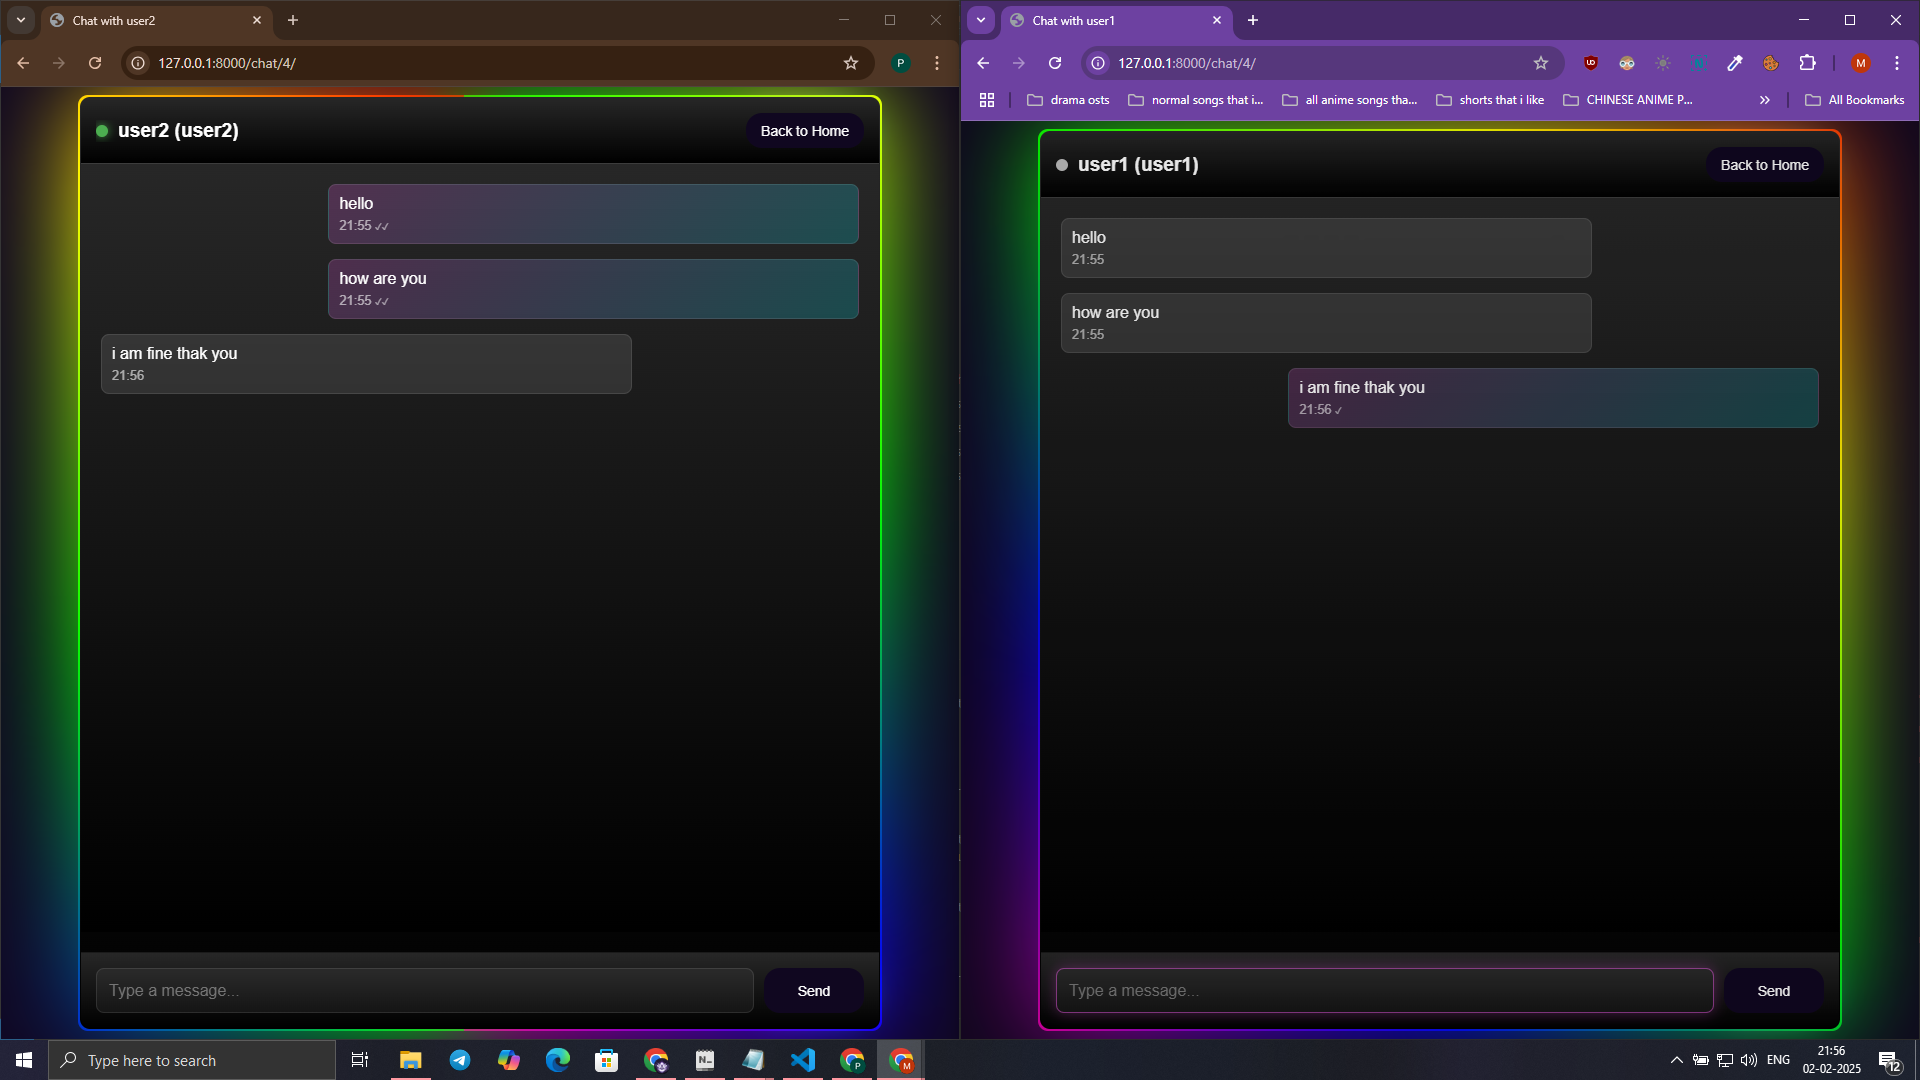 Chat with user2
127.0.0.1:8000/chat/4/
P
user2 (user2)
Back to Home
hello
21:55 ✓✓
how are you
21:55 ✓✓
i am fine thak you
21:56
Type a message...
Send
Chat with user1
127.0.0.1:8000/chat/4/
M
drama osts
normal songs that i...
all anime songs tha...
shorts that i like
CHINESE ANIME P...
All Bookmarks
user1 (user1)
Back to Home
hello
21:55
how are you
21:55
i am fine thak you
21:56 ✓
Type a message...
Send
Type here to search
ENG
21:56
02-02-2025
12